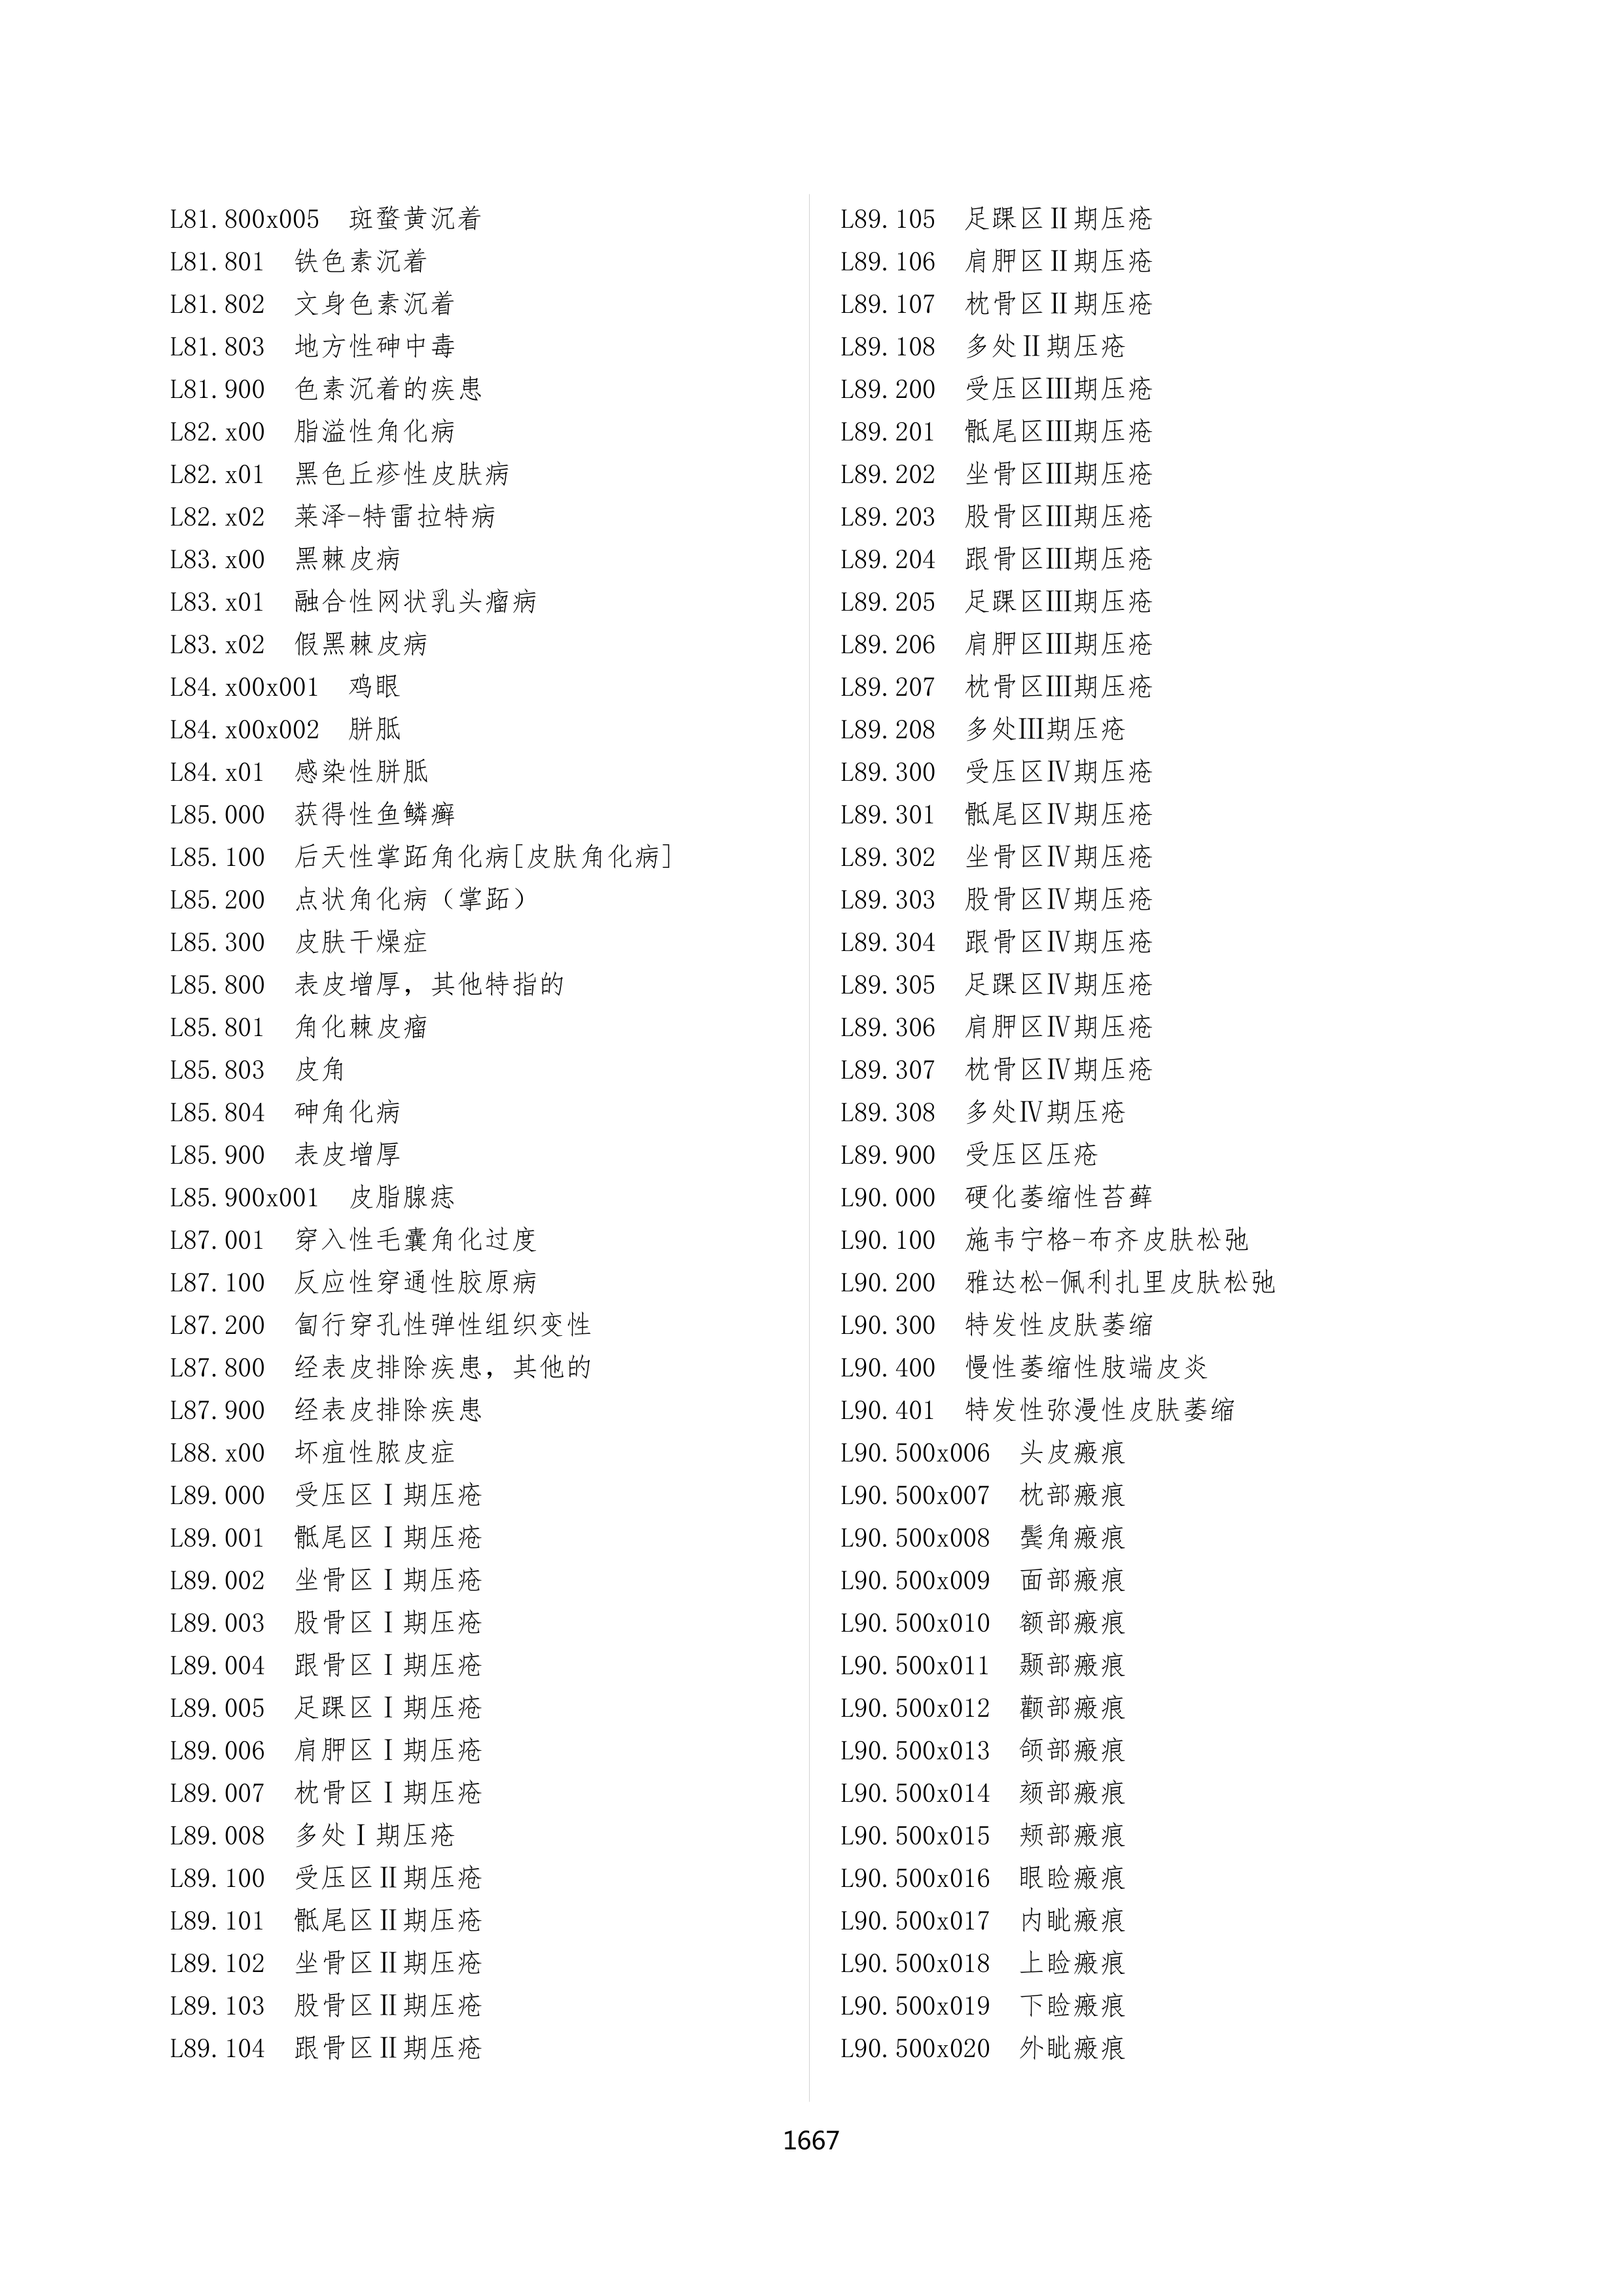 L81.800x005 斑蝥黄沉着
L81.801 铁色素沉着
L81.802 文身色素沉着
L81.803 地方性砷中毒
L81.900 色素沉着的疾患
L82.x00 脂溢性角化病
L82.x01 黑色丘疹性皮肤病
L82.x02 莱泽-特雷拉特病
L83.x00 黑棘皮病
L83.x01 融合性网状乳头瘤病
L83.x02 假黑棘皮病
L84.x00x001 鸡眼
L84.x00x002 胼胝
L84.x01 感染性胼胝
L85.000 获得性鱼鳞癣
L85.100 后天性掌跖角化病[皮肤角化病]
L85.200 点状角化病（掌跖）
L85.300 皮肤干燥症
L85.800 表皮增厚，其他特指的
L85.801 角化棘皮瘤
L85.803 皮角
L85.804 砷角化病
L85.900 表皮增厚
L85.900x001 皮脂腺痣
L87.001 穿入性毛囊角化过度
L87.100 反应性穿通性胶原病
L87.200 匐行穿孔性弹性组织变性
L87.800 经表皮排除疾患，其他的
L87.900 经表皮排除疾患
L88.x00 坏疽性脓皮症
L89.000 受压区Ⅰ期压疮
L89.001 骶尾区Ⅰ期压疮
L89.002 坐骨区Ⅰ期压疮
L89.003 股骨区Ⅰ期压疮
L89.004 跟骨区Ⅰ期压疮
L89.005 足踝区Ⅰ期压疮
L89.006 肩胛区Ⅰ期压疮
L89.007 枕骨区Ⅰ期压疮
L89.008 多处Ⅰ期压疮
L89.100 受压区Ⅱ期压疮
L89.101 骶尾区Ⅱ期压疮
L89.102 坐骨区Ⅱ期压疮
L89.103 股骨区Ⅱ期压疮
L89.104 跟骨区Ⅱ期压疮
L89.105 足踝区Ⅱ期压疮
L89.106 肩胛区Ⅱ期压疮
L89.107 枕骨区Ⅱ期压疮
L89.108 多处Ⅱ期压疮
L89.200 受压区Ⅲ期压疮
L89.201 骶尾区Ⅲ期压疮
L89.202 坐骨区Ⅲ期压疮
L89.203 股骨区Ⅲ期压疮
L89.204 跟骨区Ⅲ期压疮
L89.205 足踝区Ⅲ期压疮
L89.206 肩胛区Ⅲ期压疮
L89.207 枕骨区Ⅲ期压疮
L89.208 多处Ⅲ期压疮
L89.300 受压区Ⅳ期压疮
L89.301 骶尾区Ⅳ期压疮
L89.302 坐骨区Ⅳ期压疮
L89.303 股骨区Ⅳ期压疮
L89.304 跟骨区Ⅳ期压疮
L89.305 足踝区Ⅳ期压疮
L89.306 肩胛区Ⅳ期压疮
L89.307 枕骨区Ⅳ期压疮
L89.308 多处Ⅳ期压疮
L89.900 受压区压疮
L90.000 硬化萎缩性苔藓
L90.100 施韦宁格-布齐皮肤松弛
L90.200 雅达松-佩利扎里皮肤松弛
L90.300 特发性皮肤萎缩
L90.400 慢性萎缩性肢端皮炎
L90.401 特发性弥漫性皮肤萎缩
L90.500x006 头皮瘢痕
L90.500x007 枕部瘢痕
L90.500x008 鬓角瘢痕
L90.500x009 面部瘢痕
L90.500x010 额部瘢痕
L90.500x011 颞部瘢痕
L90.500x012 颧部瘢痕
L90.500x013 颌部瘢痕
L90.500x014 颏部瘢痕
L90.500x015 颊部瘢痕
L90.500x016 眼睑瘢痕
L90.500x017 内眦瘢痕
L90.500x018 上睑瘢痕
L90.500x019 下睑瘢痕
L90.500x020 外眦瘢痕
1667